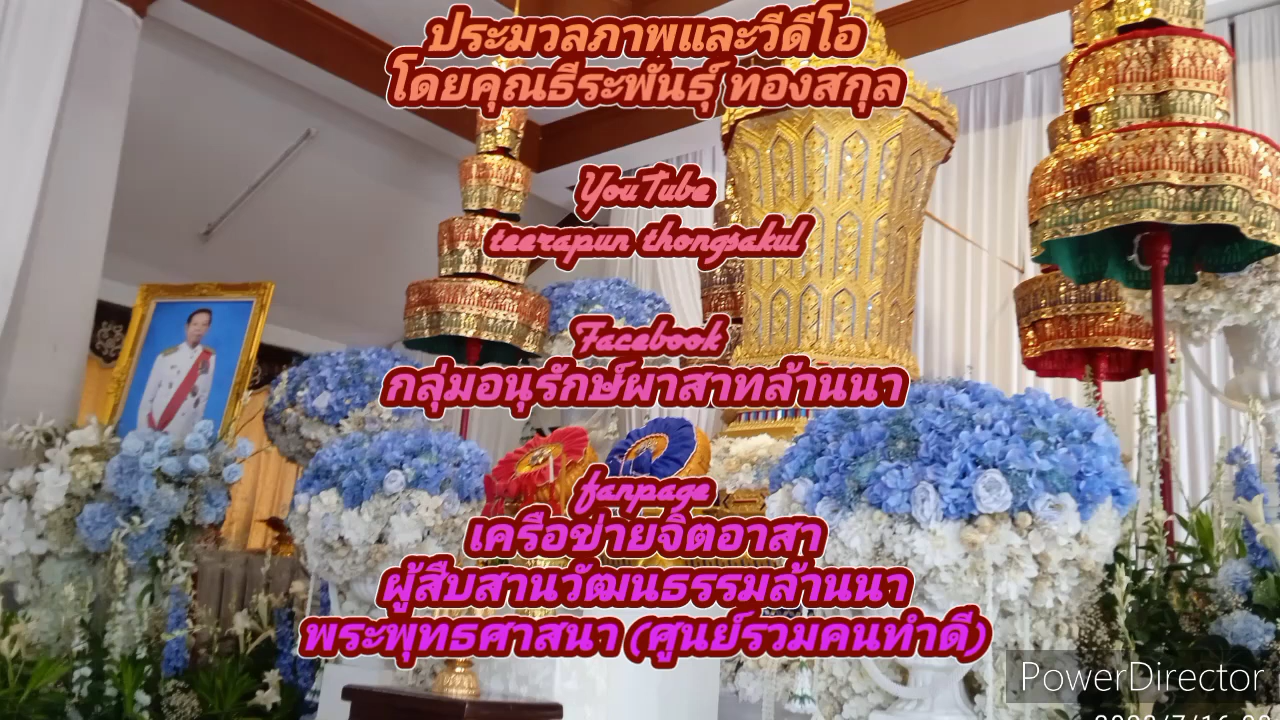 ประมวลภาพและวีดีโอ
โดยคุณธีระพันธุ์ ทองสกุล
YouTube
teerapun thongsakul
Facebook
กลุ่มอนุรักษ์ผาสาทล้านนา
fanpage
เครือข่ายจิตอาสา
ผู้สืบสานวัฒนธรรมล้านนา
พระพุทธศาสนา (ศูนย์รวมคนทำดี)
PowerDirector